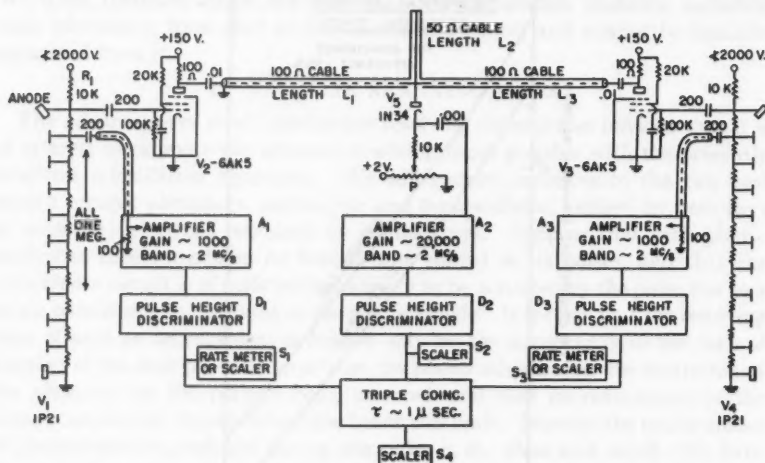 50 Ω CABLE
LENGTH L2
+150 V.
+150 V.
<2000 V.
<2000 V.
20K
100 Ω
.01
100 Ω CABLE
LENGTH L1
100 Ω CABLE
LENGTH L3
.01
100 Ω
20K
R1
10K
10K
ANODE
200
200
100K
V2-6AK5
V5
1N34
.001
10K
+2V.
P
V3-6AK5
100K
200
200
ALL
ONE
MEG.
100
A1
AMPLIFIER
GAIN ~ 1000
BAND ~ 2 MC/S
A2
AMPLIFIER
GAIN ~ 20,000
BAND ~ 2 MC/S
A3
AMPLIFIER
GAIN ~ 1000
BAND ~ 2 MC/S
100
D1
PULSE HEIGHT
DISCRIMINATOR
D2
PULSE HEIGHT
DISCRIMINATOR
D3
PULSE HEIGHT
DISCRIMINATOR
RATE METER
OR SCALER
S1
SCALER
S2
RATE METER
OR SCALER
S3
TRIPLE COINC.
τ ~ 1 μ SEC.
SCALER
S4
V1
1P21
V4
1P21